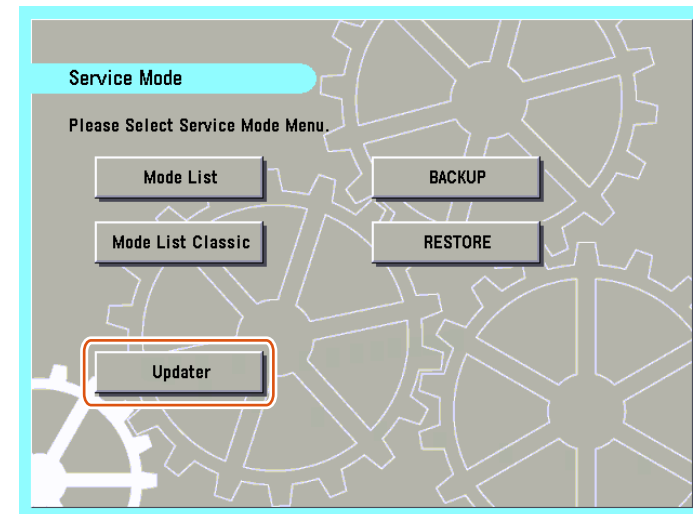 Service Mode
Please Select Service Mode Menu.
Mode List
BACKUP
Mode List Classic
RESTORE
Updater